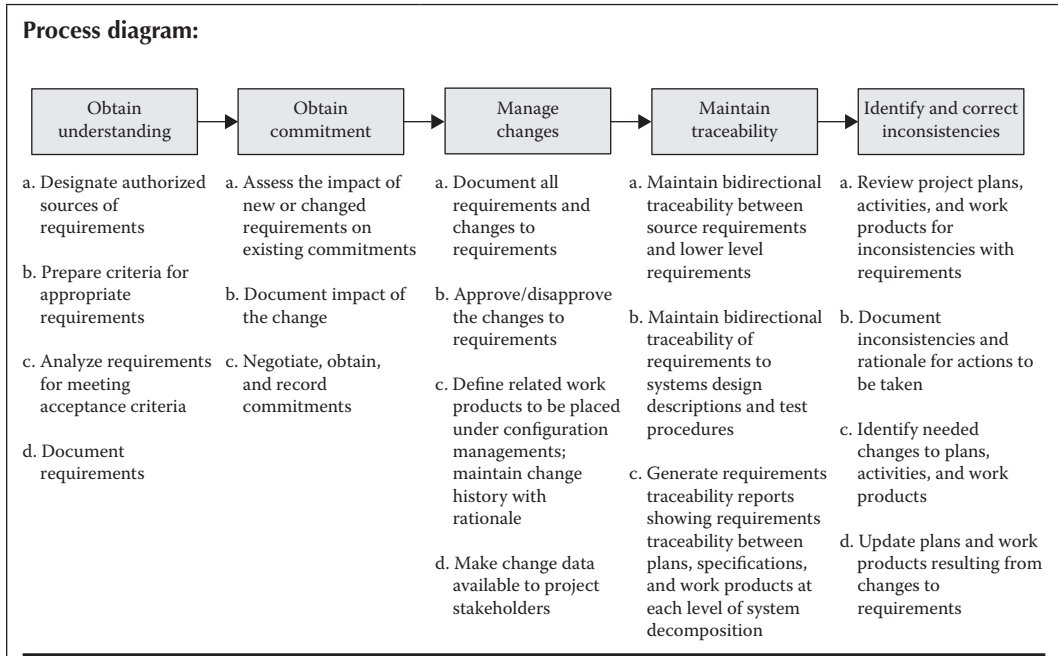 Process diagram:
Obtain
understanding
Obtain
commitment
Manage
changes
Maintain
traceability
Identify and correct
inconsistencies
a. Designate authorized
sources of
requirements
b. Prepare criteria for
appropriate
requirements
c. Analyze requirements
for meeting
acceptance criteria
d. Document
requirements
a. Assess the impact of
new or changed
requirements on
existing commitments
b. Document impact of
the change
c. Negotiate, obtain,
and record
commitments
a. Document all
requirements and
changes to
requirements
b. Approve/disapprove
the changes to
requirements
c. Define related work
products to be placed
under configuration
managements;
maintain change
history with
rationale
d. Make change data
available to project
stakeholders
a. Maintain bidirectional
traceability between
source requirements
and lower level
requirements
b. Maintain bidirectional
traceability of
requirements to
systems design
descriptions and test
procedures
c. Generate requirements
traceability reports
showing requirements
traceability between
plans, specifications,
and work products at
each level of system
decomposition
a. Review project plans,
activities, and work
products for
inconsistencies with
requirements
b. Document
inconsistencies and
rationale for actions to
be taken
c. Identify needed
changes to plans,
activities, and work
products
d. Update plans and work
products resulting from
changes to
requirements